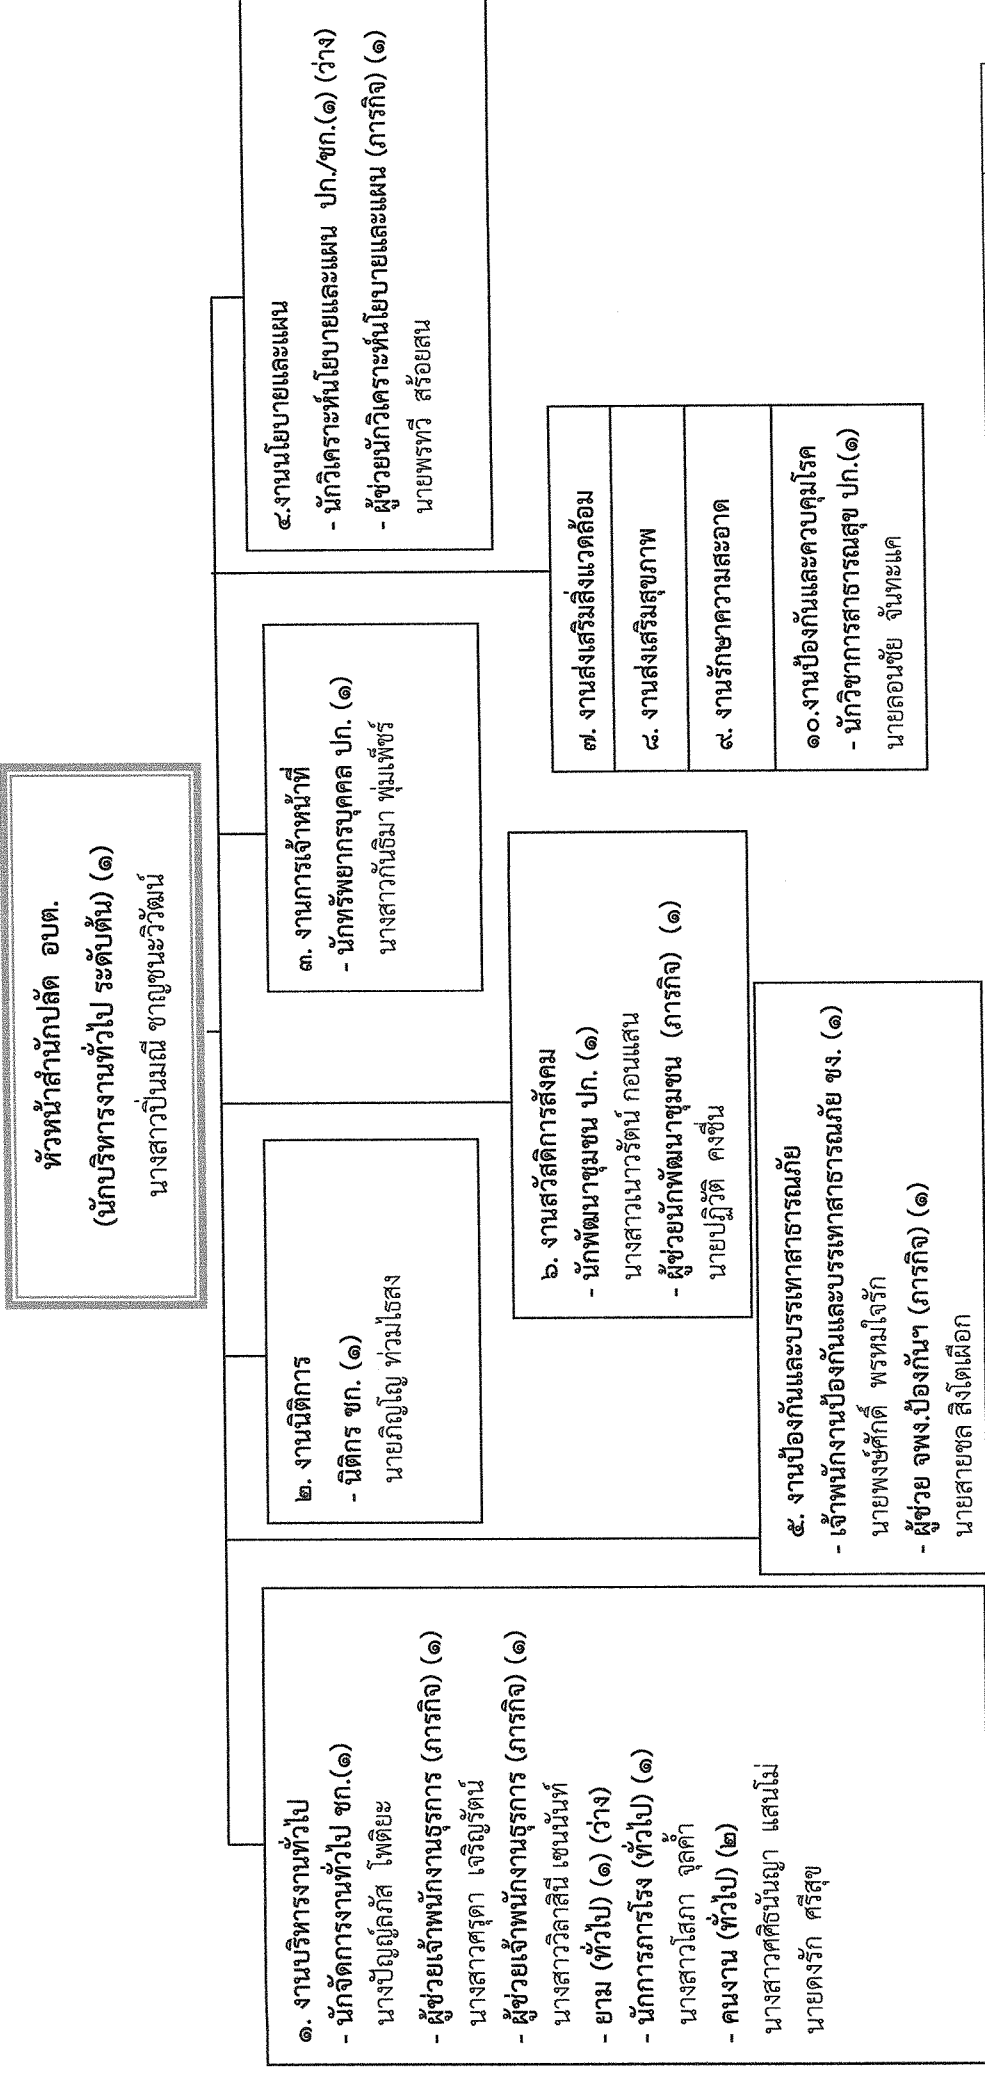 หัวหน้าสำนักปลัด อบต.
(นักบริหารงานทั่วไป ระดับต้น) (๑)
นางสาวปิ่นมณี ชาญชนะวิวัฒน์
๑. งานบริหารงานทั่วไป
- นักจัดการงานทั่วไป ชก.(๑)
นางปัญญ์ลภัส โพติยะ
- ผู้ช่วยเจ้าพนักงานธุรการ (ภารกิจ) (๑)
นางสาวศรุตา เจริญรัตน์
- ผู้ช่วยเจ้าพนักงานธุรการ (ภารกิจ) (๑)
นางสาววิลาสินี เซนนันท์
- ยาม (ทั่วไป) (๑) (ว่าง)
- นักการภารโรง (ทั่วไป) (๑)
นางสาวโสภา จุลคำ
- คนงาน (ทั่วไป) (๒)
นางสาวศศิธนันญา แสนโม่
นายดงรัก ศรีสุข
๒. งานนิติการ
- นิติกร ชก. (๑)
นายภิญโญ ท่วมไธสง
๓. งานการเจ้าหน้าที่
- นักทรัพยากรบุคคล ปก. (๑)
นางสาวกันธิมา พุ่มเพ็ชร์
๔.งานนโยบายและแผน
- นักวิเคราะห์นโยบายและแผน ปก./ชก.(๑) (ว่าง)
- ผู้ช่วยนักวิเคราะห์นโยบายและแผน (ภารกิจ) (๑)
นายพรทวี สร้อยสน
๕. งานป้องกันและบรรเทาสาธารณภัย
- เจ้าพนักงานป้องกันและบรรเทาสาธารณภัย ชง. (๑)
นายพงษ์ศักดิ์ พรหมใจรัก
- ผู้ช่วย จพง.ป้องกันฯ (ภารกิจ) (๑)
นายสายชล สิงโตเผือก
๖. งานสวัสดิการสังคม
- นักพัฒนาชุมชน ปก. (๑)
นางสาวเนาวรัตน์ กอนแสน
- ผู้ช่วยนักพัฒนาชุมชน (ภารกิจ) (๑)
นายปฏิวัติ คงชื่น
๗. งานส่งเสริมสิ่งแวดล้อม
๘. งานส่งเสริมสุขภาพ
๙. งานรักษาความสะอาด
๑๐.งานป้องกันและควบคุมโรค
- นักวิชาการสาธารณสุข ปก.(๑)
นายลอนชัย จันทะแค